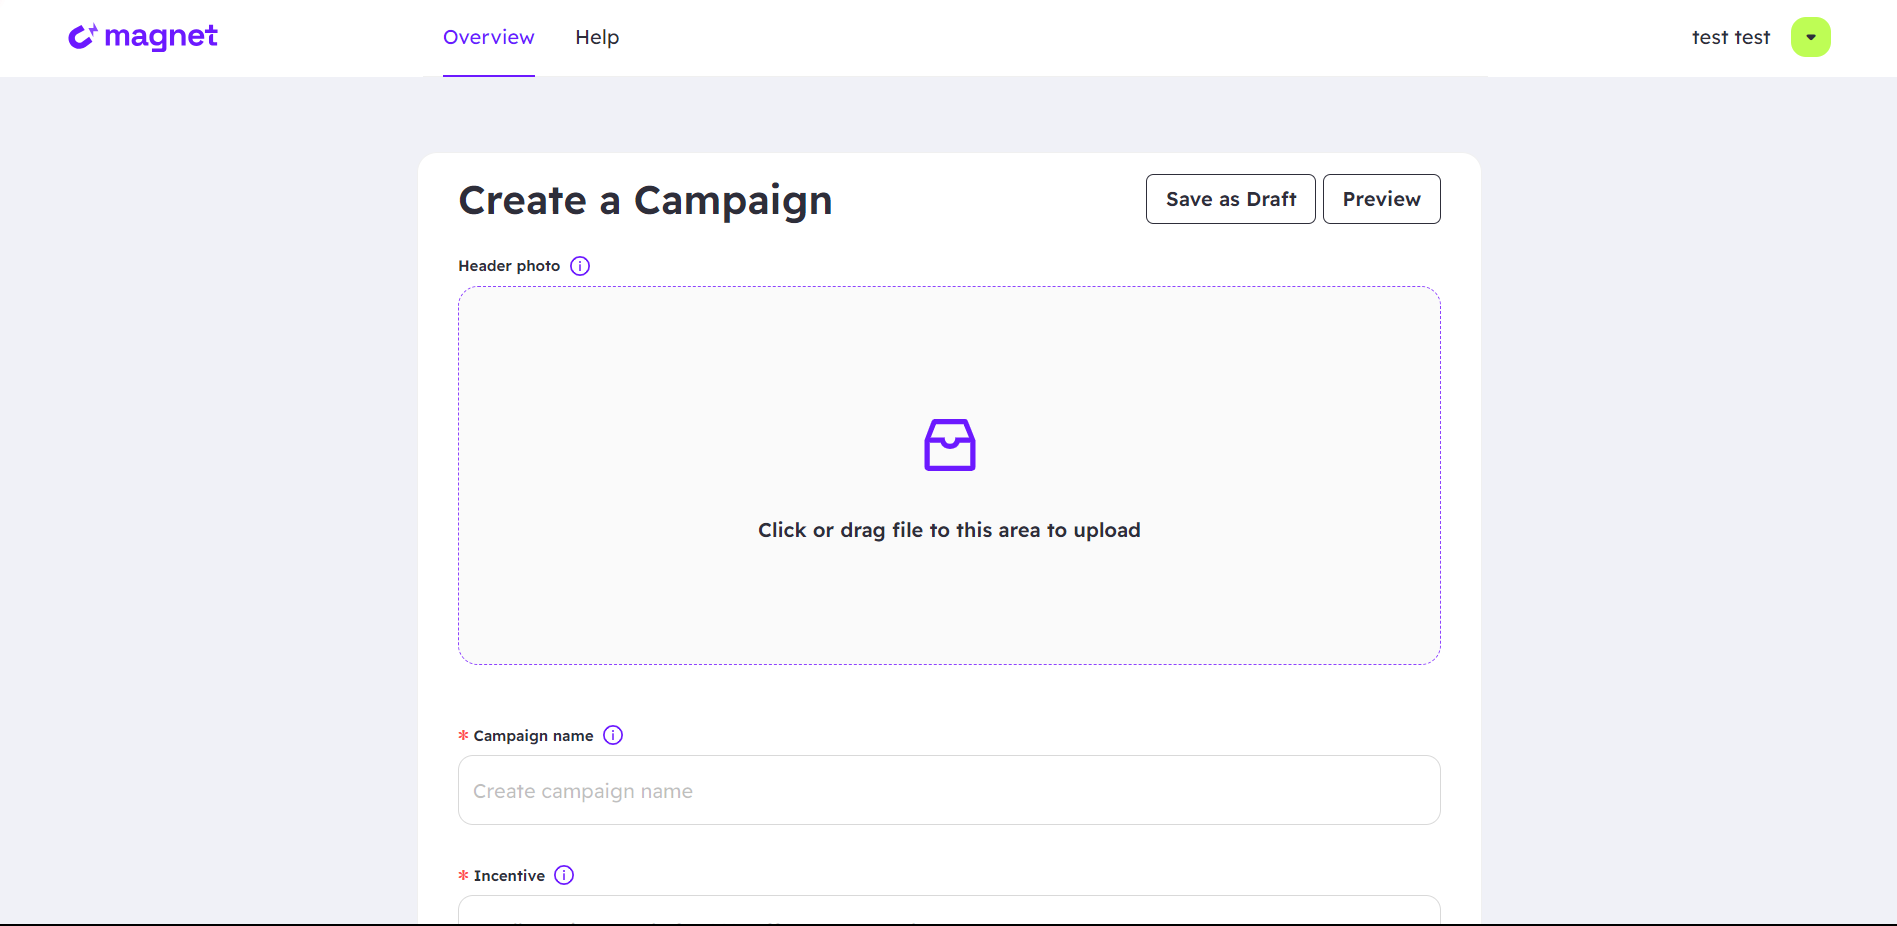 magnet
Overview
Help
test test
Create a Campaign
Save as Draft
Preview
Header photo
Click or drag file to this area to upload
* Campaign name
Create campaign name
* Incentive